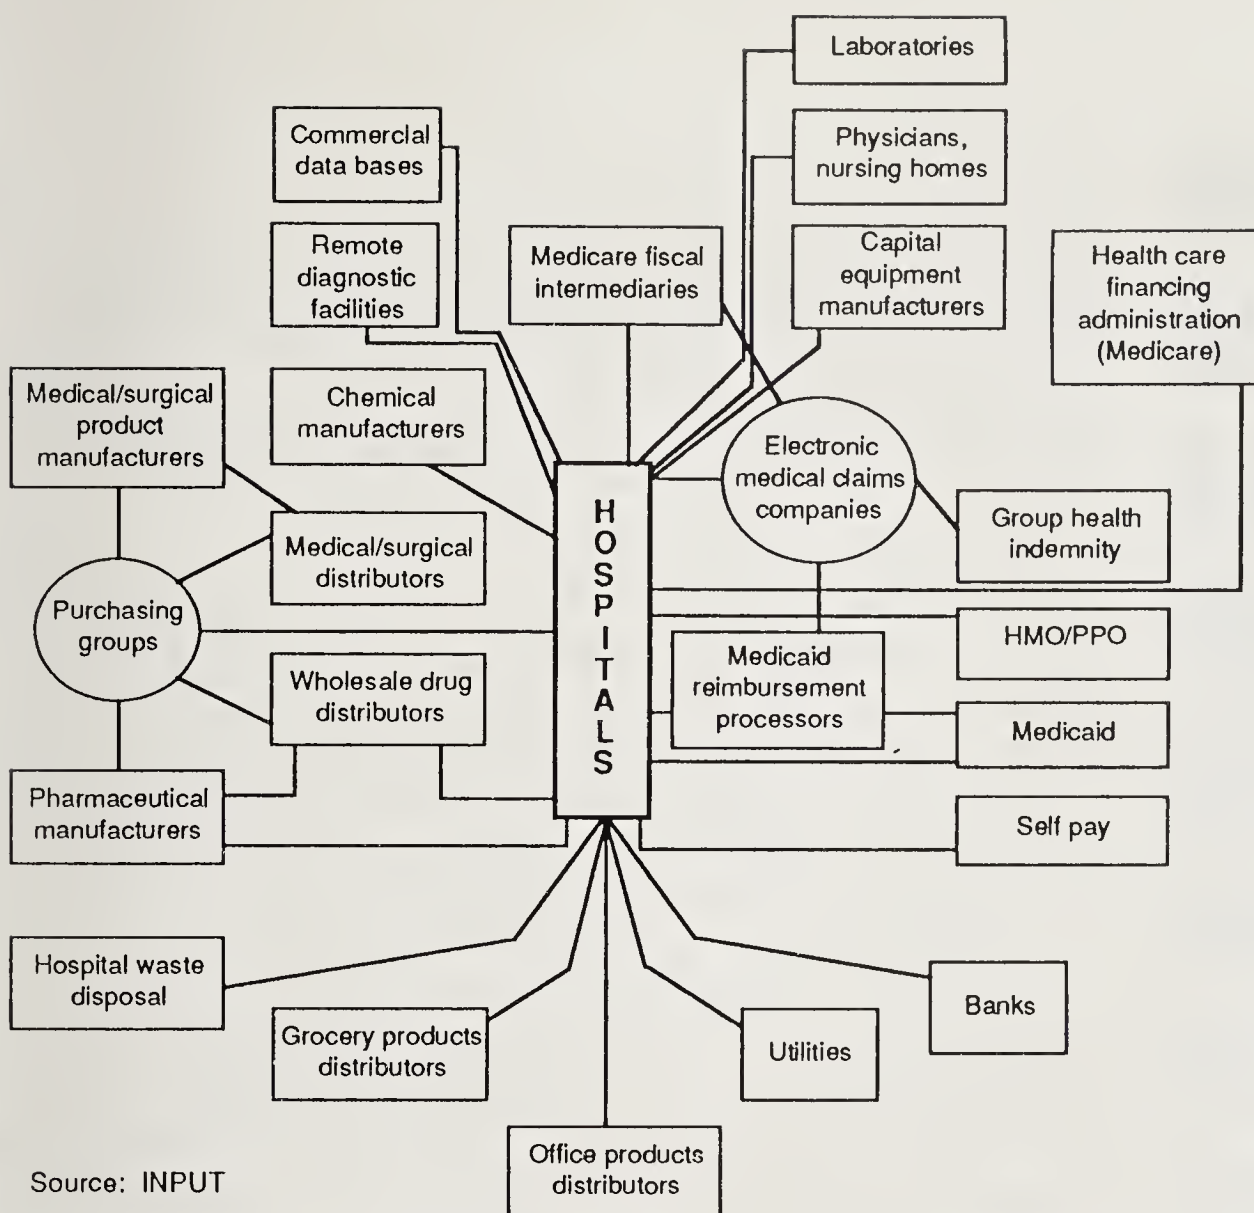 Laboratories
Commercial
data bases
Physicians,
nursing homes
Remote
diagnostic
facilities
Medicare fiscal
intermediaries
Capital
equipment
manufacturers
Health care
financing
administration
(Medicare)
Medical/surgical
product
manufacturers
Chemical
manufacturers
Electronic
medical claims
companies
Group health
indemnity
Medical/surgical
distributors
HOSPITALS
Purchasing
groups
HMO/PPO
Medicaid
reimbursement
processors
Wholesale drug
distributors
Medicaid
Pharmaceutical
manufacturers
Self pay
Hospital waste
disposal
Banks
Grocery products
distributors
Utilities
Office products
distributors
Source: INPUT